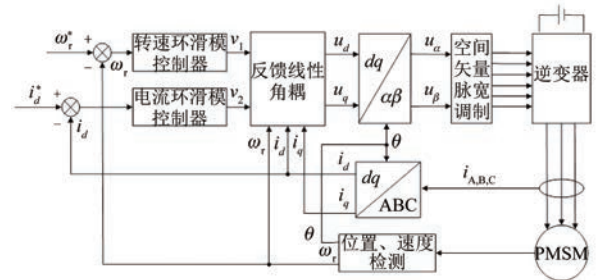 ω_r^*
+
−
ω_r
转速环滑模
控制器
v_1
反馈线性
角耦
u_d
dq
αβ
u_α
空间
矢量
脉宽
调制
逆变器
i_d^*
+
−
i_d
电流环滑模
控制器
v_2
u_q
u_β
ω_r
i_d
i_q
θ
i_d
i_q
dq
ABC
i_A,B,C
θ
ω_r
位置、速度
检测
PMSM